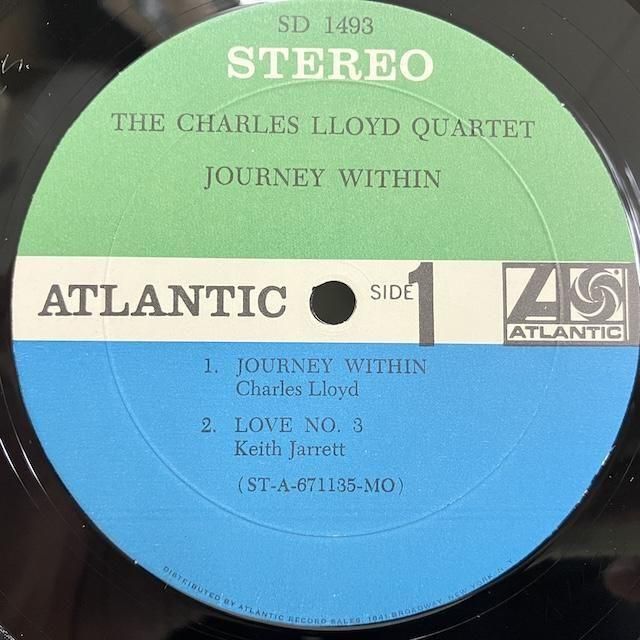 SD 1493
STEREO
THE CHARLES LLOYD QUARTET
JOURNEY WITHIN
ATLANTIC
SIDE 1
ATLANTIC
1. JOURNEY WITHIN
Charles Lloyd
2. LOVE NO. 3
Keith Jarrett
(ST-A-671135-MO)
DISTRIBUTED BY ATLANTIC RECORD SALES, 1841 BROADWAY, NEW YORK, N.Y.